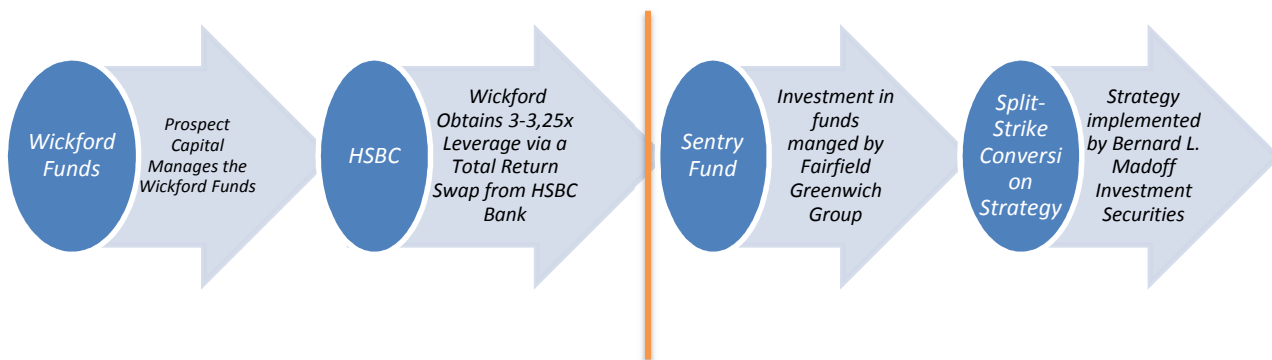 Wickford
Funds
Prospect
Capital
Manages the
Wickford Funds
HSBC
Wickford
Obtains 3-3,25x
Leverage via a
Total Return
Swap from HSBC
Bank
Sentry
Fund
Investment in
funds
manged by
Fairfield
Greenwich
Group
Split-
Strike
Conversi
on
Strategy
Strategy
implemented
by Bernard L.
Madoff
Investment
Securities